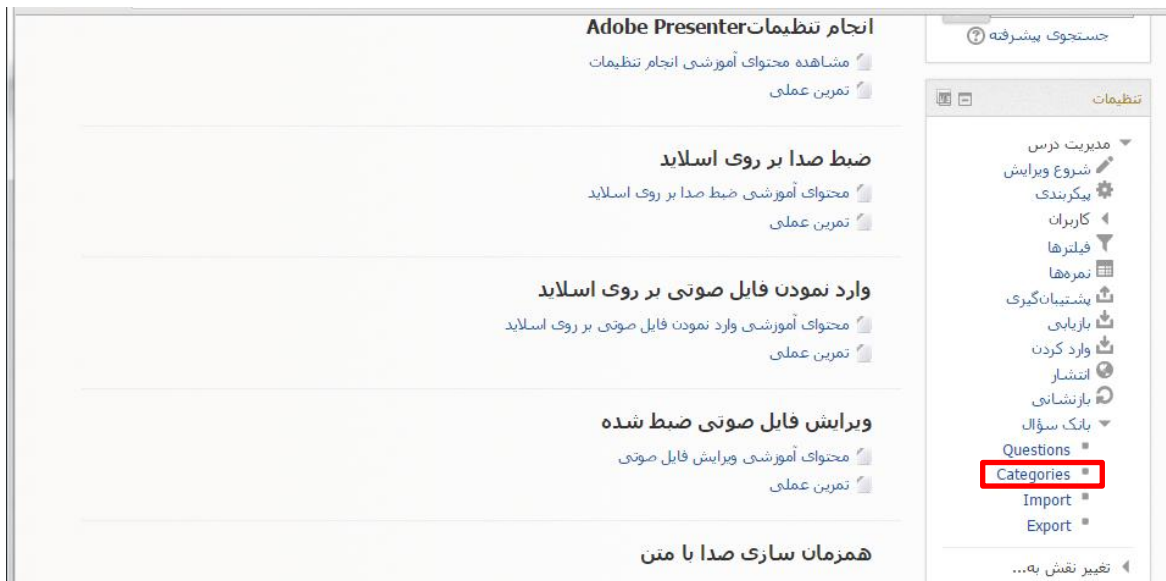 جستجوی پیشرفته
تنظیمات
مدیریت درس
شروع ویرایش
پیکربندی
کاربران
فیلترها
نمره‌ها
پشتیبان‌گیری
بازیابی
وارد کردن
انتشار
بازنشانی
بانک سؤال
Questions
Categories
Import
Export
تغییر نقش به...
انجام تنظیماتAdobe Presenter
مشاهده محتوای آموزشی انجام تنظیمات
تمرین عملی
ضبط صدا بر روی اسلاید
محتوای آموزشی ضبط صدا بر روی اسلاید
تمرین عملی
وارد نمودن فایل صوتی بر روی اسلاید
محتوای آموزشی وارد نمودن فایل صوتی بر روی اسلاید
تمرین عملی
ویرایش فایل صوتی ضبط شده
محتوای آموزشی ویرایش فایل صوتی
تمرین عملی
همزمان سازی صدا با متن